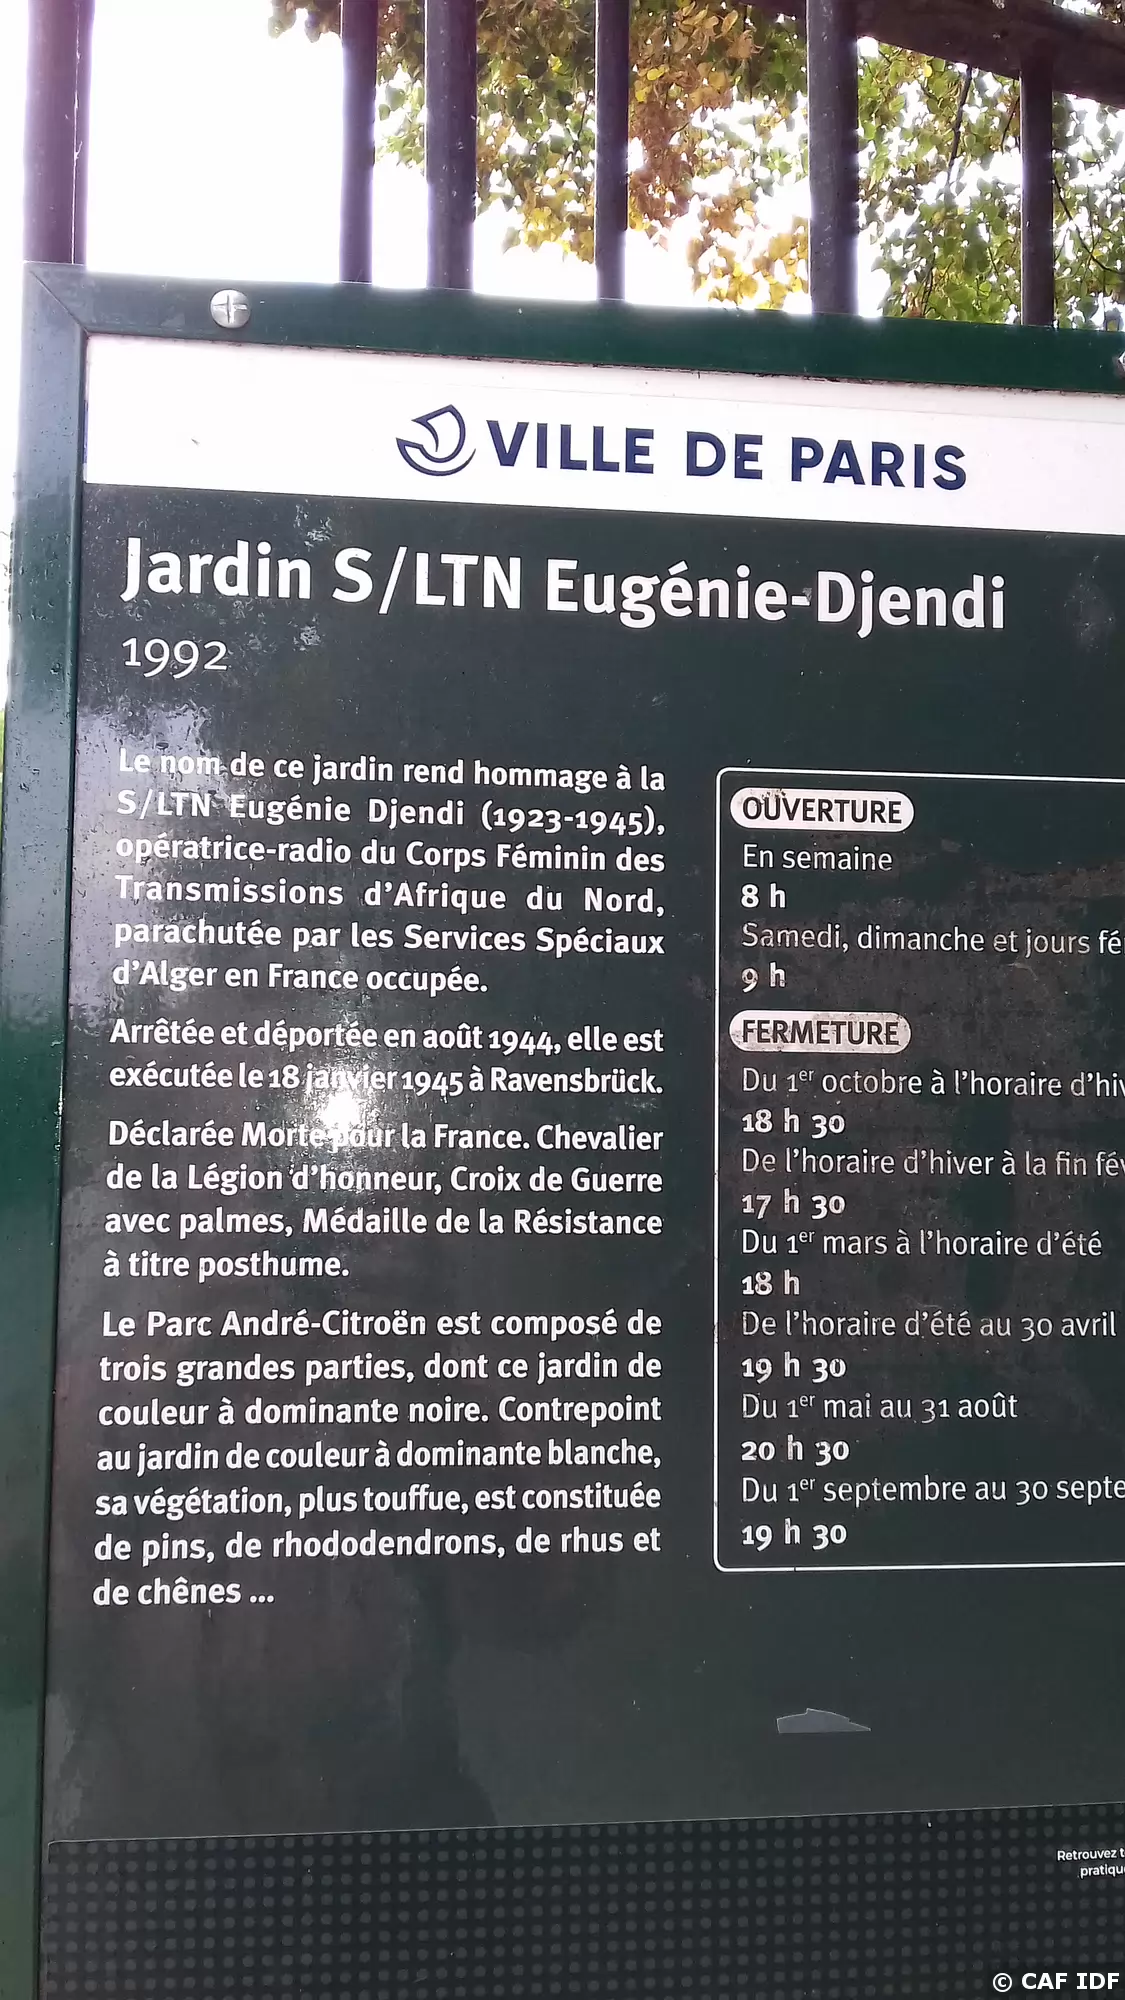 VILLE DE PARIS
Jardin S/LTN Eugénie-Djendi
1992
Le nom de ce jardin rend hommage à la
S/LTN Eugénie Djendi (1923-1945),
opératrice-radio du Corps Féminin des
Transmissions d'Afrique du Nord,
parachutée par les Services Spéciaux
d'Alger en France occupée.
Arrêtée et déportée en août 1944, elle est
exécutée le 18 janvier 1945 à Ravensbrück.
Déclarée Morte pour la France. Chevalier
de la Légion d'honneur, Croix de Guerre
avec palmes, Médaille de la Résistance
à titre posthume.
Le Parc André-Citroën est composé de
trois grandes parties, dont ce jardin de
couleur à dominante noire. Contrepoint
au jardin de couleur à dominante blanche,
sa végétation, plus touffue, est constituée
de pins, de rhododendrons, de rhus et
de chênes ...
OUVERTURE
En semaine
8 h
Samedi, dimanche et jours
9 h
FERMETURE
Du 1er octobre à l'horaire
18 h 30
De l'horaire d'hiver à la fin
17 h 30
Du 1er mars à l'horaire d'été
18 h
De l'horaire d'été au 30 avril
19 h 30
Du 1er mai au 31 août
20 h 30
Du 1er septembre au 30
19 h 30
Retrouvez
© CAF IDF